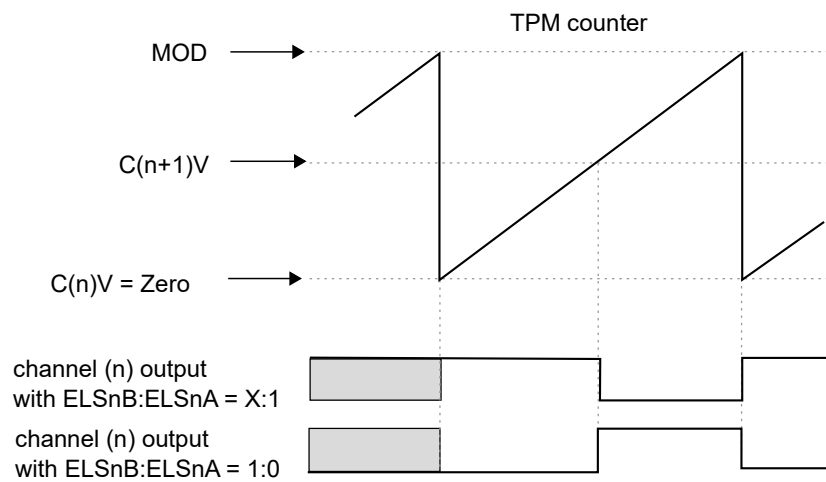 TPM counter
MOD
C(n+1)V
C(n)V = Zero
channel (n) output
with ELSnB:ELSnA = X:1
channel (n) output
with ELSnB:ELSnA = 1:0